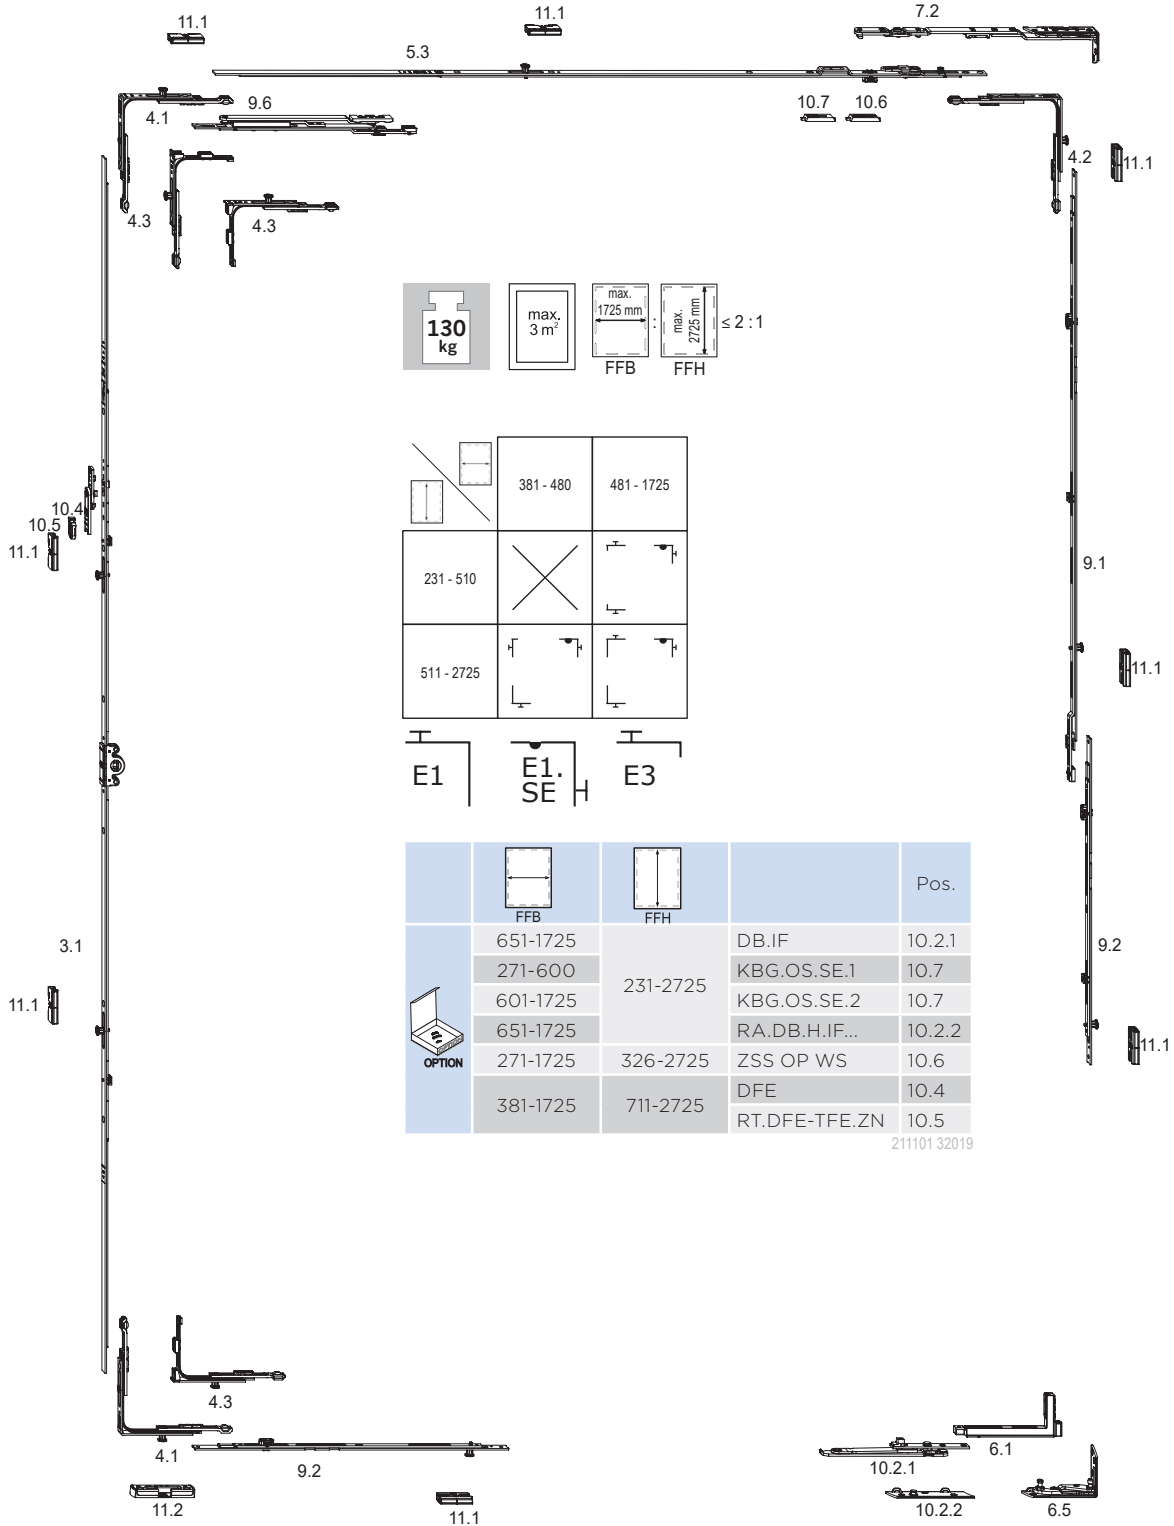 11.1
11.1
7.2
5.3
4.1
9.6
10.7
10.6
4.2
11.1
4.3
4.3
130
kg
max.
3 m²
max.
1725 mm
FFB
:
max.
2725 mm
FFH
≤ 2 : 1
381 - 480
481 - 1725
231 - 510
511 - 2725
E1
E1.
SE
E3
10.4
10.5
11.1
9.1
11.1
FFB
FFH
Pos.
651-1725
231-2725
DB.IF
10.2.1
271-600
KBG.OS.SE.1
10.7
601-1725
KBG.OS.SE.2
10.7
651-1725
RA.DB.H.IF...
10.2.2
OPTION
271-1725
326-2725
ZSS OP WS
10.6
381-1725
711-2725
DFE
10.4
RT.DFE-TFE.ZN
10.5
211101 32019
3.1
11.1
9.2
11.1
4.3
4.1
9.2
11.2
11.1
6.1
10.2.1
10.2.2
6.5